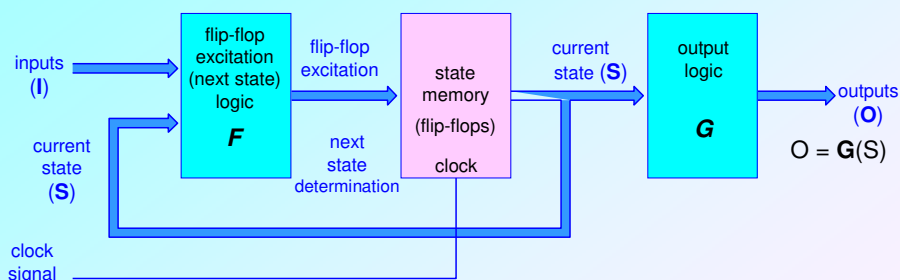 inputs
(I)
flip-flop
excitation
(next state)
logic
F
flip-flop
excitation
next
state
determination
state
memory
(flip-flops)
clock
current
state (S)
output
logic
G
outputs
(O)
O = G(S)
current
state
(S)
clock
signal